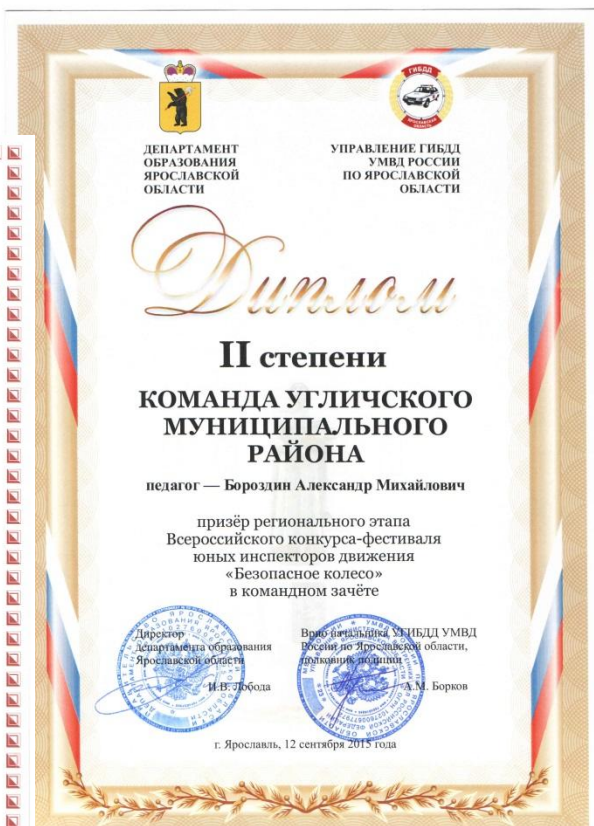 ГИБДД
ЯРОСЛАВСКАЯ
ОБЛАСТЬ
ДЕПАРТАМЕНТ
ОБРАЗОВАНИЯ
ЯРОСЛАВСКОЙ
ОБЛАСТИ
УПРАВЛЕНИЕ ГИБДД
УМВД РОССИИ
ПО ЯРОСЛАВСКОЙ
ОБЛАСТИ
Диплом
II степени
КОМАНДА УГЛИЧСКОГО
МУНИЦИПАЛЬНОГО
РАЙОНА
педагог — Бороздин Александр Михайлович
призёр регионального этапа
Всероссийского конкурса-фестиваля
юных инспекторов движения
«Безопасное колесо»
в командном зачёте
Директор
департамента образования
Ярославской области
И.В. Лобода
Врио начальника УГИБДД УМВД
России по Ярославской области,
полковник полиции
А.М. Борков
г. Ярославль, 12 сентября 2015 года